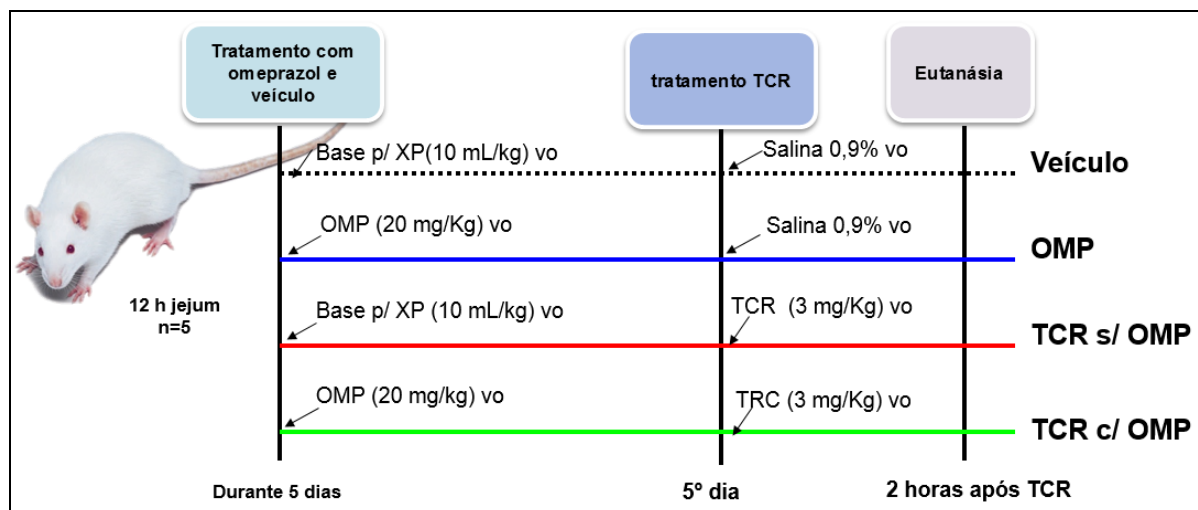 Tratamento com
omeprazol e
veículo
tratamento TCR
Eutanásia
Base p/ XP(10 mL/kg) vo
Salina 0,9% vo
Veículo
OMP (20 mg/Kg) vo
Salina 0,9% vo
OMP
12 h jejum
n=5
Base p/ XP (10 mL/kg) vo
TCR (3 mg/Kg) vo
TCR s/ OMP
OMP (20 mg/kg) vo
TRC (3 mg/Kg) vo
TCR c/ OMP
Durante 5 dias
5º dia
2 horas após TCR